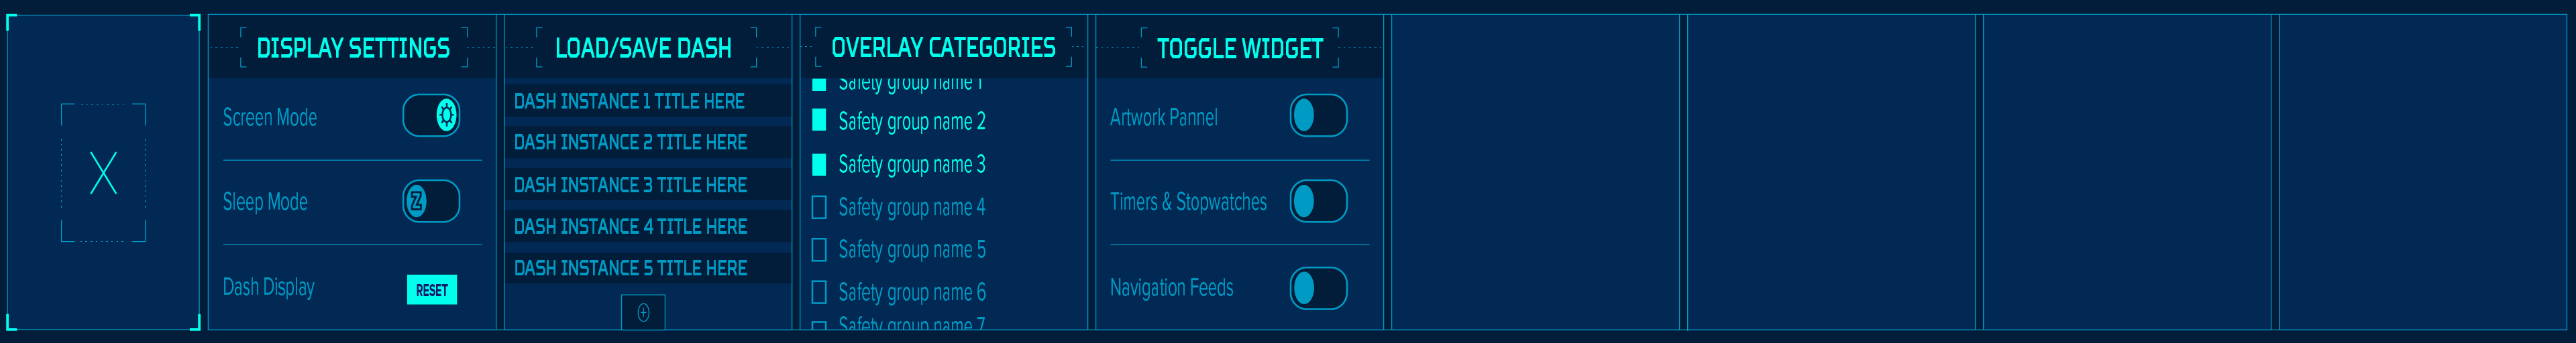 DISPLAY SETTINGS
Screen Mode
Sleep Mode
Z
Dash Display
RESET
LOAD/SAVE DASH
DASH INSTANCE 1 TITLE HERE
DASH INSTANCE 2 TITLE HERE
DASH INSTANCE 3 TITLE HERE
DASH INSTANCE 4 TITLE HERE
DASH INSTANCE 5 TITLE HERE
OVERLAY CATEGORIES
Safety group name 1
Safety group name 2
Safety group name 3
Safety group name 4
Safety group name 5
Safety group name 6
Safety group name 7
TOGGLE WIDGET
Artwork Pannel
Timers & Stopwatches
Navigation Feeds